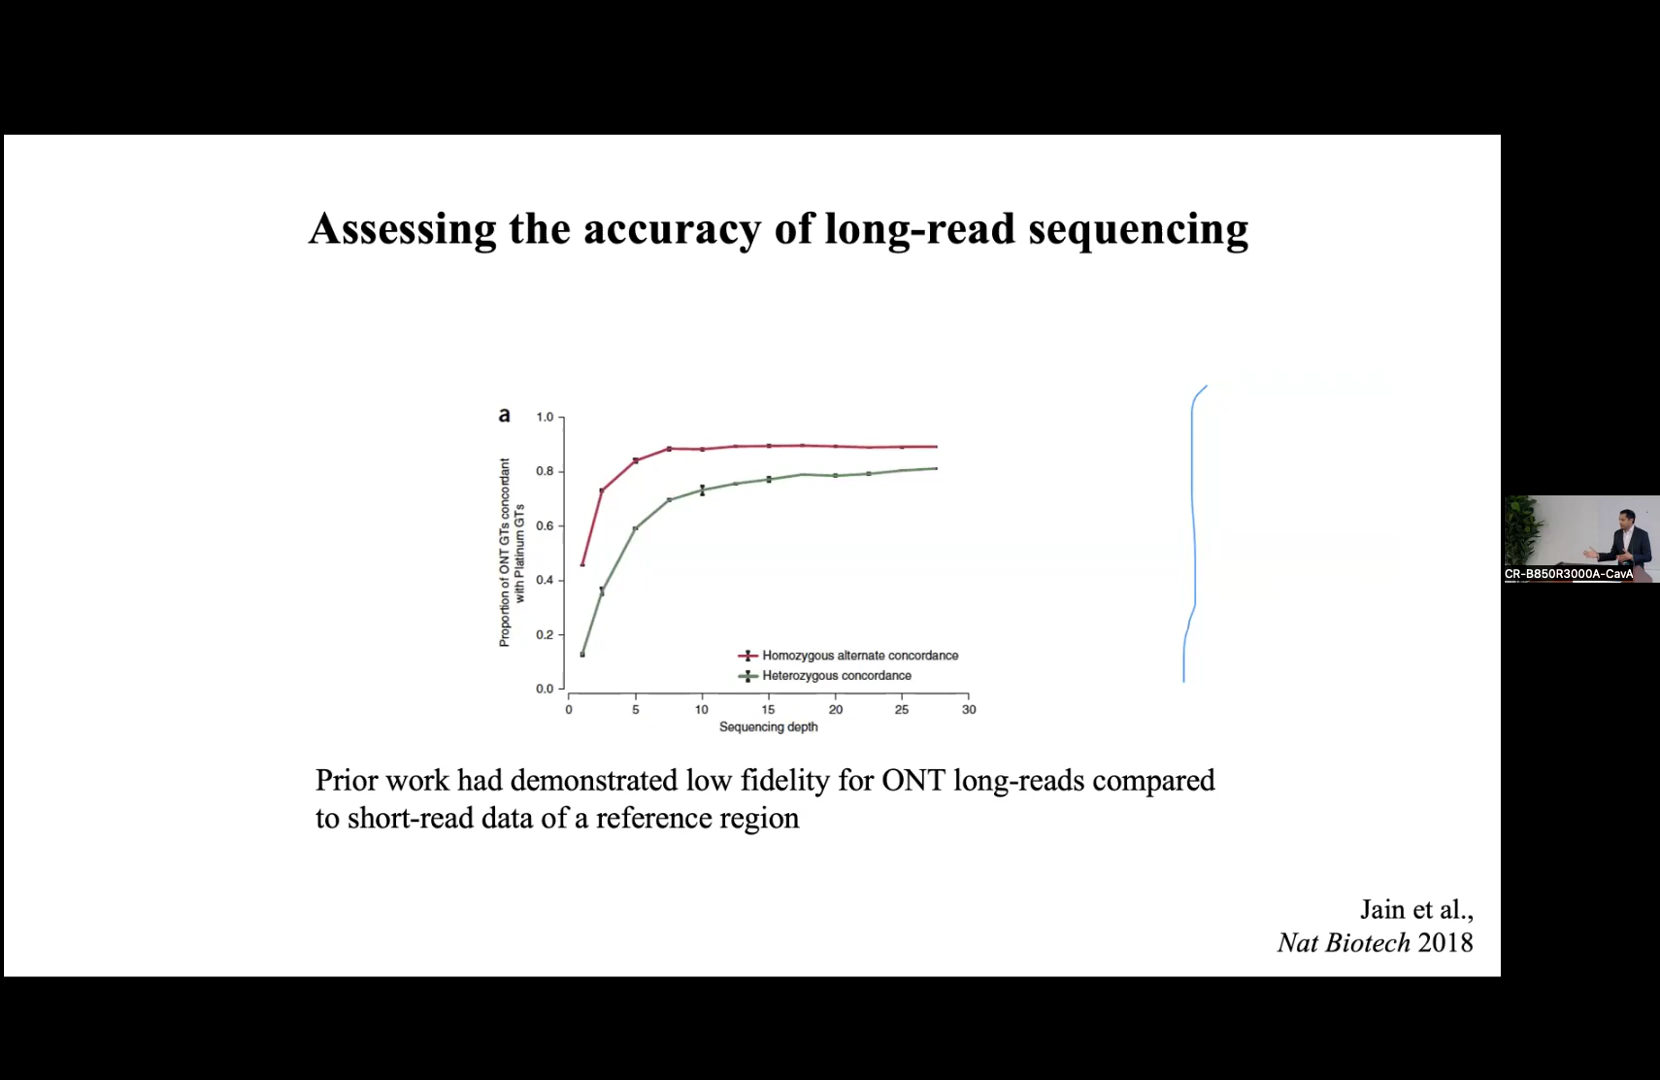 Assessing the accuracy of long-read sequencing
a
Proportion of ONT GTs concordant
with Platinum GTs
1.0
0.8
0.6
0.4
0.2
0.0
Homozygous alternate concordance
Heterozygous concordance
0 5 10 15 20 25 30
Sequencing depth
Prior work had demonstrated low fidelity for ONT long-reads compared
to short-read data of a reference region
Jain et al.,
Nat Biotech 2018
CR-B850R3000A-CavA